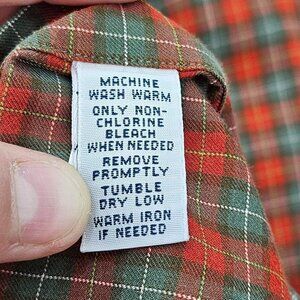 MACHINE
WASH WARM
ONLY NON-
CHLORINE
BLEACH
WHEN NEEDED
REMOVE
PROMPTLY
TUMBLE
DRY LOW
WARM IRON
IF NEEDED